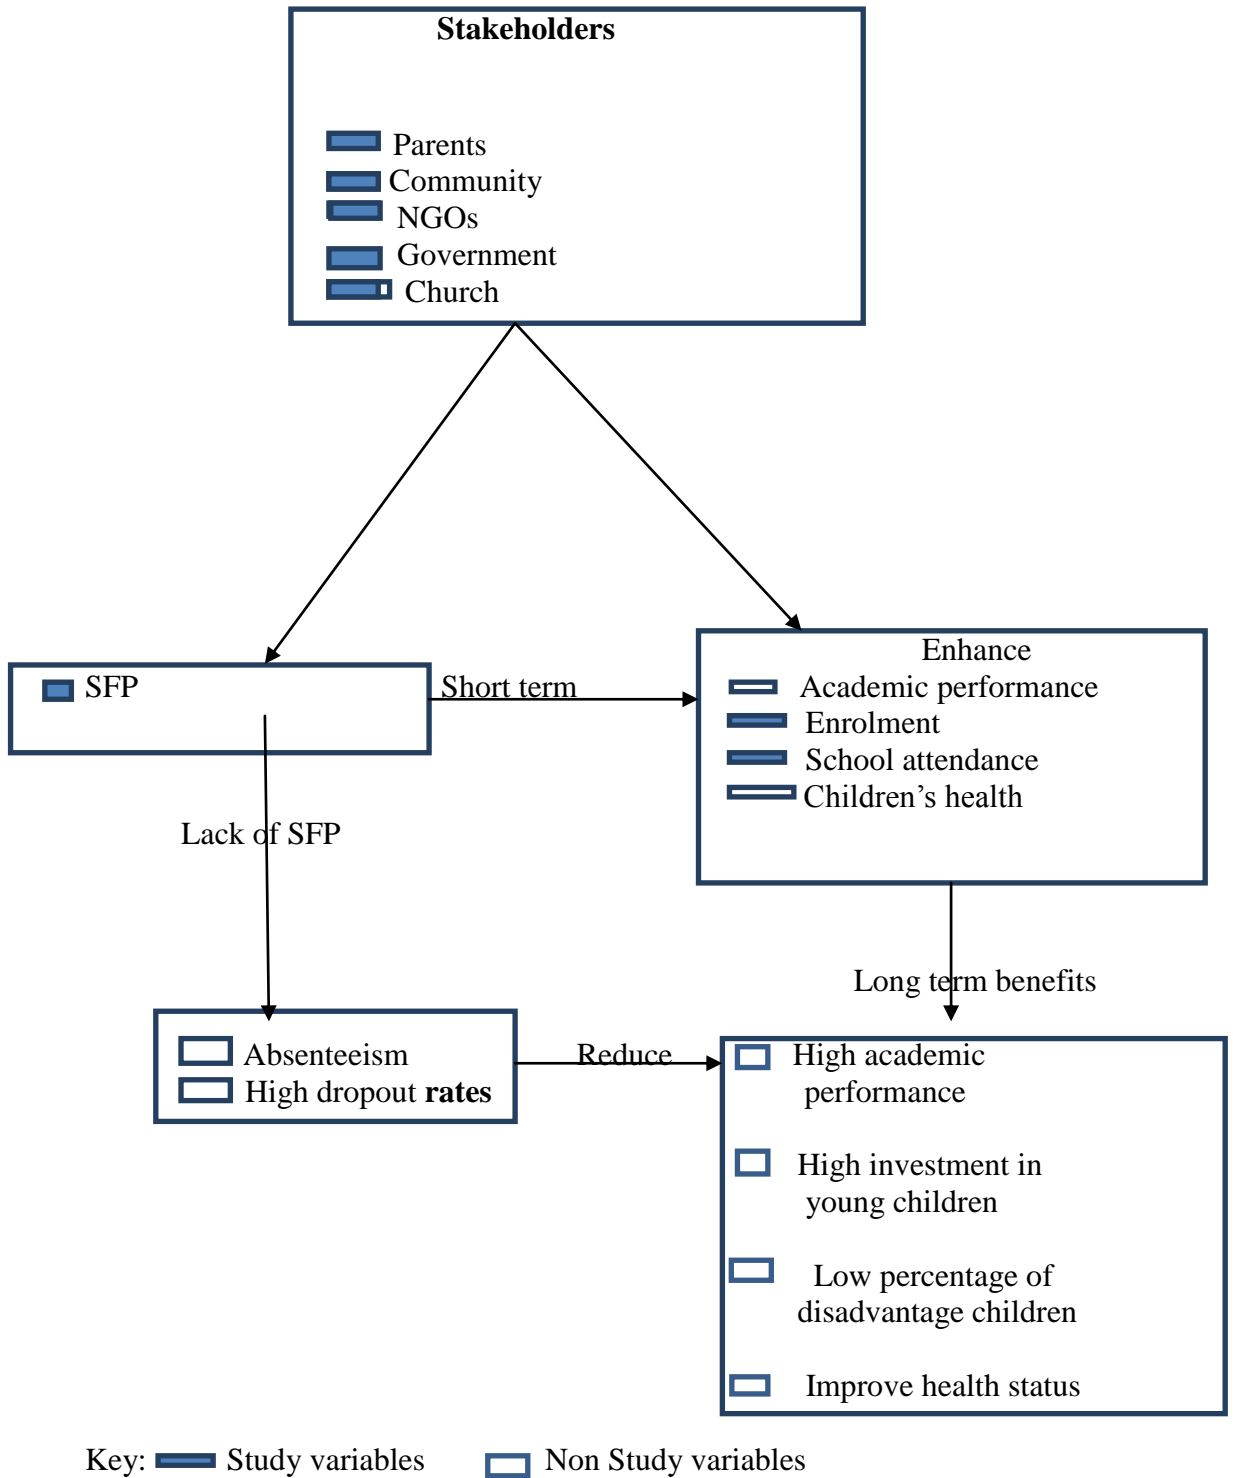 Stakeholders
Parents
Community
NGOs
Government
Church
SFP
Short term
Enhance
Academic performance
Enrolment
School attendance
Children’s health
Lack of SFP
Long term benefits
Absenteeism
High dropout rates
Reduce
High academic
performance
High investment in
young children
Low percentage of
disadvantage children
Improve health status
Key: Study variables Non Study variables